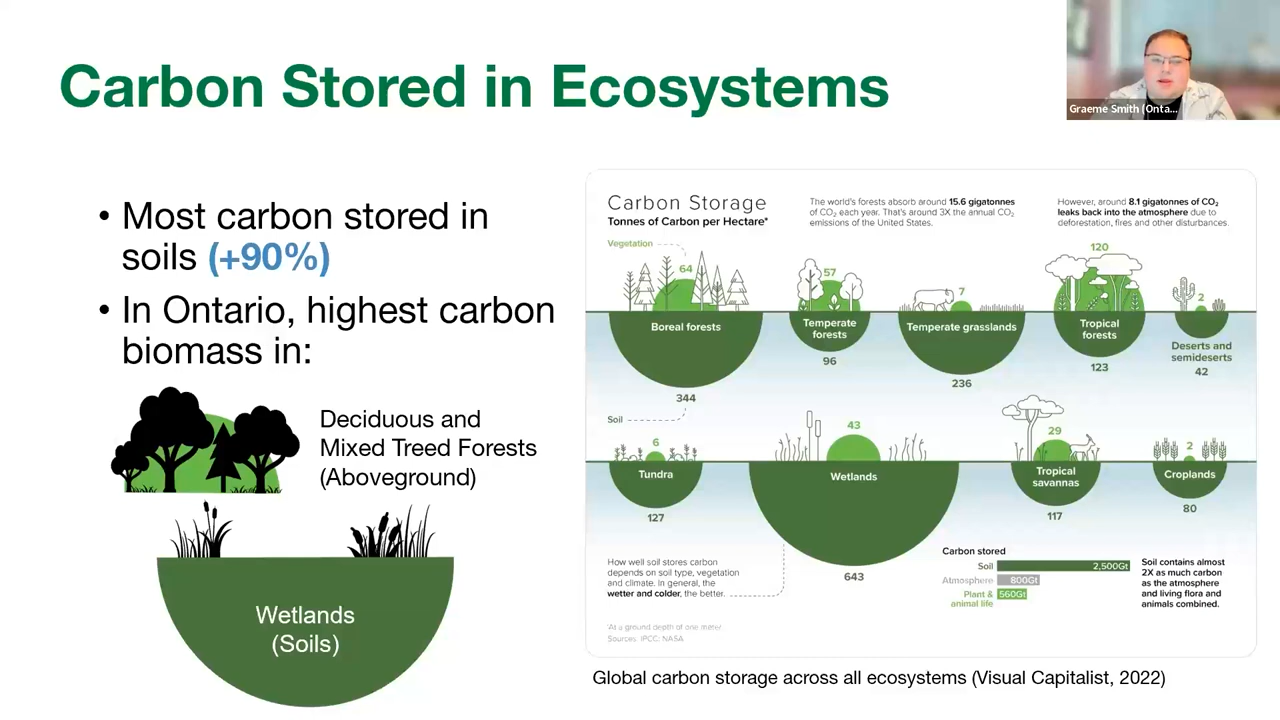 Carbon Stored in Ecosystems
Graeme Smith (Onta...
• Most carbon stored in
soils (+90%)
• In Ontario, highest carbon
biomass in:
Deciduous and
Mixed Treed Forests
(Aboveground)
Wetlands
(Soils)
Carbon Storage
Tonnes of Carbon per Hectare*
The world's forests absorb around 15.6 gigatonnes
of CO₂ each year. That's around 3X the annual CO₂
emissions of the United States.
However, around 8.1 gigatonnes of CO₂
leaks back into the atmosphere due to
deforestation, fires and other disturbances.
Vegetation
64
Boreal forests
344
57
Temperate
forests
96
7
Temperate grasslands
236
120
Tropical
forests
123
2
Deserts and
semideserts
42
Soil
6
Tundra
127
43
Wetlands
643
29
Tropical
savannas
117
2
Croplands
80
How well soil stores carbon
depends on soil type, vegetation
and climate. In general, the
wetter and colder, the better.
Carbon stored
Soil 2,500Gt
Atmosphere 800Gt
Plant &
animal life 560Gt
Soil contains almost
2X as much carbon
as the atmosphere
and living flora and
animals combined.
*At a ground depth of one meter
Sources: IPCC; NASA
Global carbon storage across all ecosystems (Visual Capitalist, 2022)